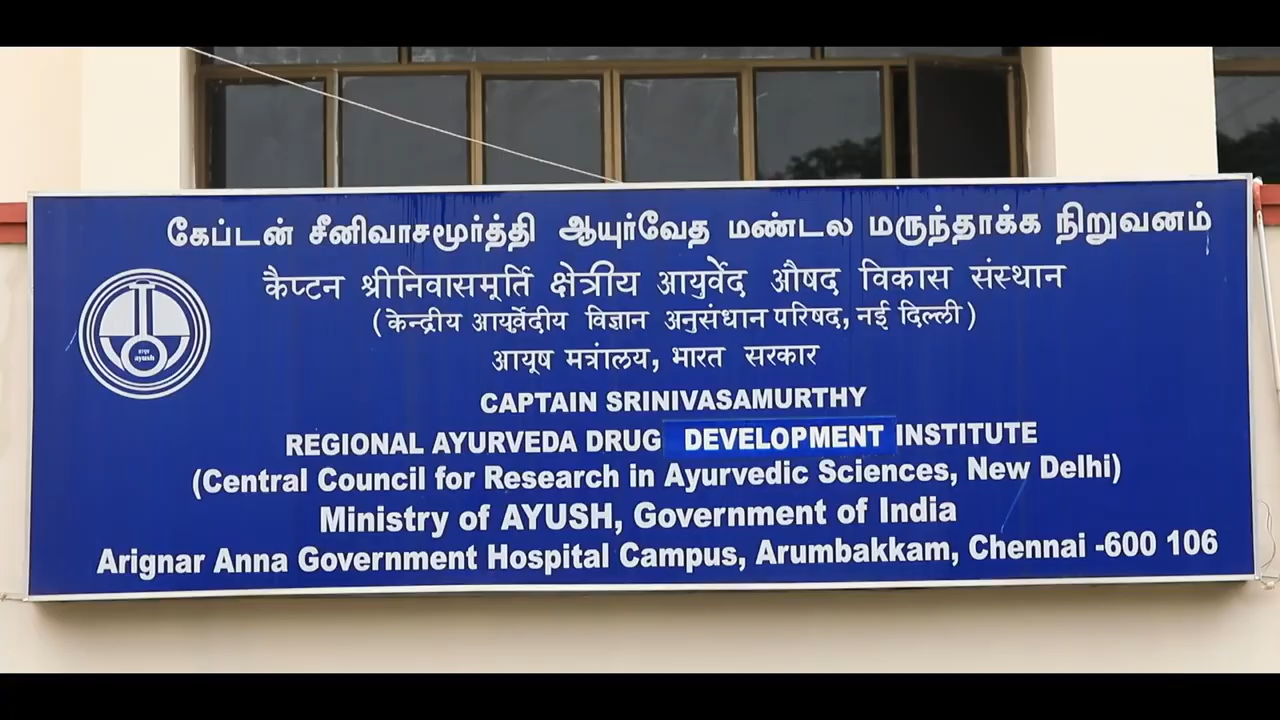 கேப்டன் சீனிவாசமூர்த்தி ஆயுர்வேத மண்டல மருந்தாக்க நிறுவனம்
कैप्टन श्रीनिवासमूर्ति क्षेत्रीय आयुर्वेद औषद विकास संस्थान
(केन्द्रीय आयुर्वेदीय विज्ञान अनुसंधान परिषद, नई दिल्ली)
आयूष मत्रांलय, भारत सरकार
आयुष
ayush
CAPTAIN SRINIVASAMURTHY
REGIONAL AYURVEDA DRUG DEVELOPMENT INSTITUTE
(Central Council for Research in Ayurvedic Sciences, New Delhi)
Ministry of AYUSH, Government of India
Arignar Anna Government Hospital Campus, Arumbakkam, Chennai -600 106